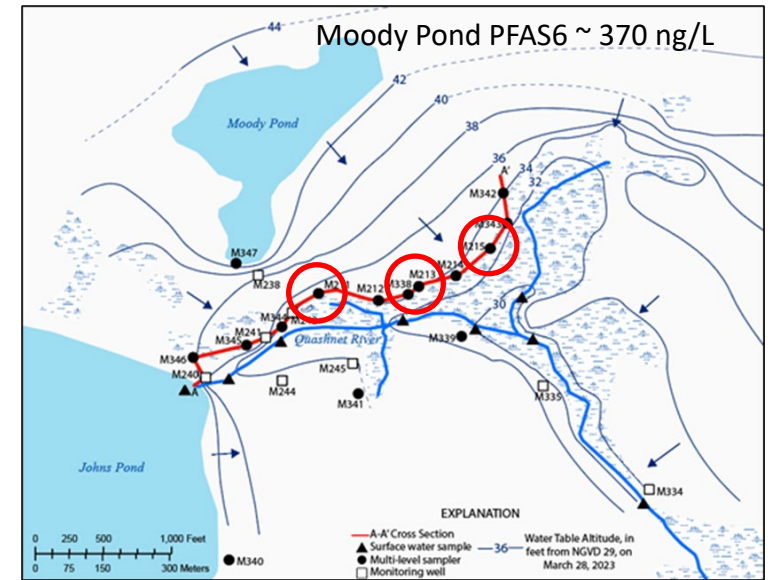 Moody Pond PFAS6 ~ 370 ng/L
44
42
40
38
36
34
32
30
Moody Pond
A'
M342
M343
M215
M347
M238
M214
M213
M338
M212
M344
M241
M345
Quashnet River
M339
M346
M240
A
M245
M244
M341
M335
Johns Pond
M334
M340
EXPLANATION
A-A' Cross Section
Surface water sample
Multi-level sampler
Monitoring well
36
Water Table Altitude, in
feet from NGVD 29, on
March 28, 2023
0 250 500 1,000 Feet
0 75 150 300 Meters